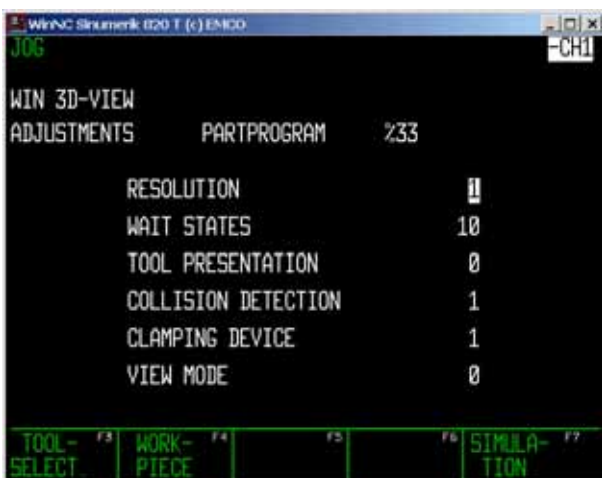 WinNC Sinumerik 820 T (c) EMCO
JOG -CH1
WIN 3D-VIEW
ADJUSTMENTS PARTPROGRAM %33
RESOLUTION 1
WAIT STATES 10
TOOL PRESENTATION 0
COLLISION DETECTION 1
CLAMPING DEVICE 1
VIEW MODE 0
TOOL- F3 WORK- F4 F5 F6 SIMULA- F7
SELECT PIECE TION